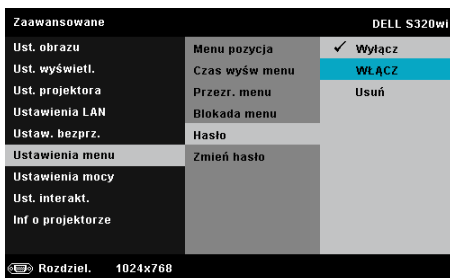 Zaawansowane DELL S320wi
Ust. obrazu
Ust. wyświetl.
Ust. projektora
Ustawienia LAN
Ustaw. bezprz.
Ustawienia menu
Ustawienia mocy
Ust. interakt.
Inf o projektorze
Menu pozycja
Czas wyśw menu
Przezr. menu
Blokada menu
Hasło
Zmień hasło
✓ Wyłącz
WŁĄCZ
Usuń
Rozdziel. 1024x768